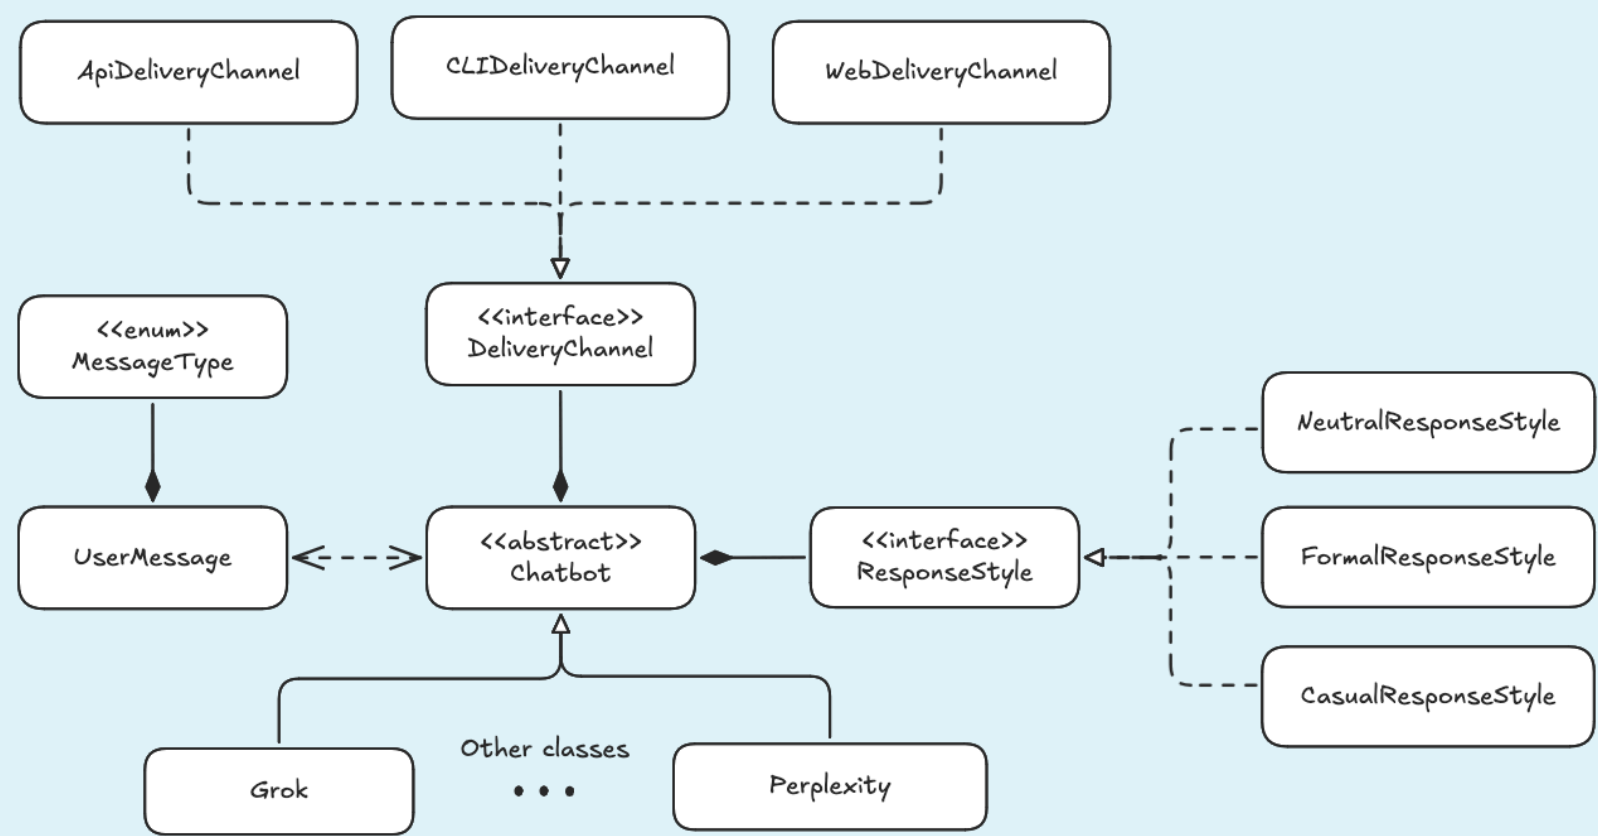 ApiDeliveryChannel
CLIDeliveryChannel
WebDeliveryChannel
<<enum>>
MessageType
<<interface>>
DeliveryChannel
NeutralResponseStyle
UserMessage
<<abstract>>
Chatbot
<<interface>>
ResponseStyle
FormalResponseStyle
CasualResponseStyle
Grok
Other classes
• • •
Perplexity